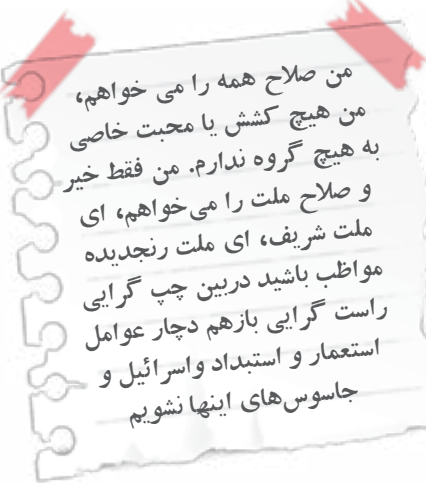 من صلاح همه را می خواهم،
من هیچ کشش یا محبت خاصی
به هیچ گروه ندارم. من فقط خیر
و صلاح ملت را می‌خواهم، ای
ملت شریف، ای ملت رنجدیده
مواظب باشید دربین چپ گرایی
راست گرایی بازهم دچار عوامل
استعمار و استبداد واسرائیل و
جاسوس‌های اینها نشویم